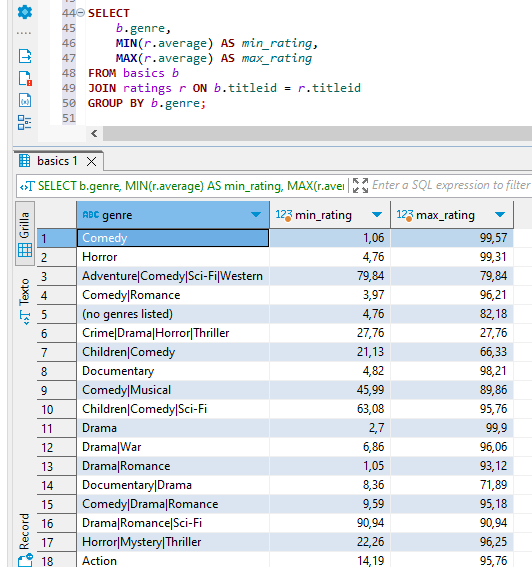 44 SELECT
45 b.genre,
46 MIN(r.average) AS min_rating,
47 MAX(r.average) AS max_rating
48 FROM basics b
49 JOIN ratings r ON b.titleid = r.titleid
50 GROUP BY b.genre;
51
basics 1
SELECT b.genre, MIN(r.average) AS min_rating, MAX(r.aver
Enter a SQL expression to filter
Grilla
Texto
Record
ABC genre 123 min_rating 123 max_rating
1 Comedy 1,06 99,57
2 Horror 4,76 99,31
3 Adventure|Comedy|Sci-Fi|Western 79,84 79,84
4 Comedy|Romance 3,97 96,21
5 (no genres listed) 4,76 82,18
6 Crime|Drama|Horror|Thriller 27,76 27,76
7 Children|Comedy 21,13 66,33
8 Documentary 4,82 98,21
9 Comedy|Musical 45,99 89,86
10 Children|Comedy|Sci-Fi 63,08 95,76
11 Drama 2,7 99,9
12 Drama|War 6,86 96,06
13 Drama|Romance 1,05 93,12
14 Documentary|Drama 8,36 71,89
15 Comedy|Drama|Romance 9,59 95,18
16 Drama|Romance|Sci-Fi 90,94 90,94
17 Horror|Mystery|Thriller 22,26 96,25
18 Action 14,19 95,76